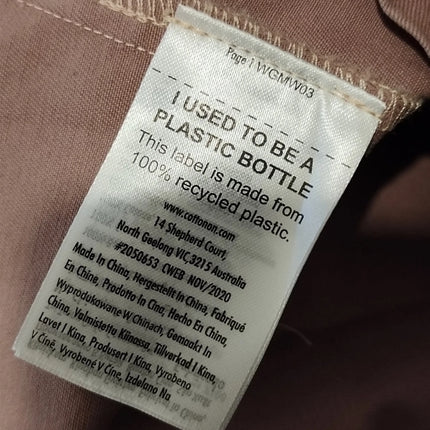 Page 1 WGMW03
I USED TO BE A
PLASTIC BOTTLE
This label is made from
100% recycled plastic.
www.cottonon.com
14 Shepherd Court,
North Geelong VIC,3215 Australia
#2050653 CWEB NOV/2020
Made In China, Hergestellt In China, Fabriqué
En Chine, Prodotto In Cna, Hecho En China,
Wyprodukowane W Chinach, Gemaakt In
China, Valmistettu Kiinassa, Tillverkad I Kina,
Lavet I Kina, Produsert I Kina, Vyrobeno
V Číně, Vyrobené V Číne, Izdelano Na